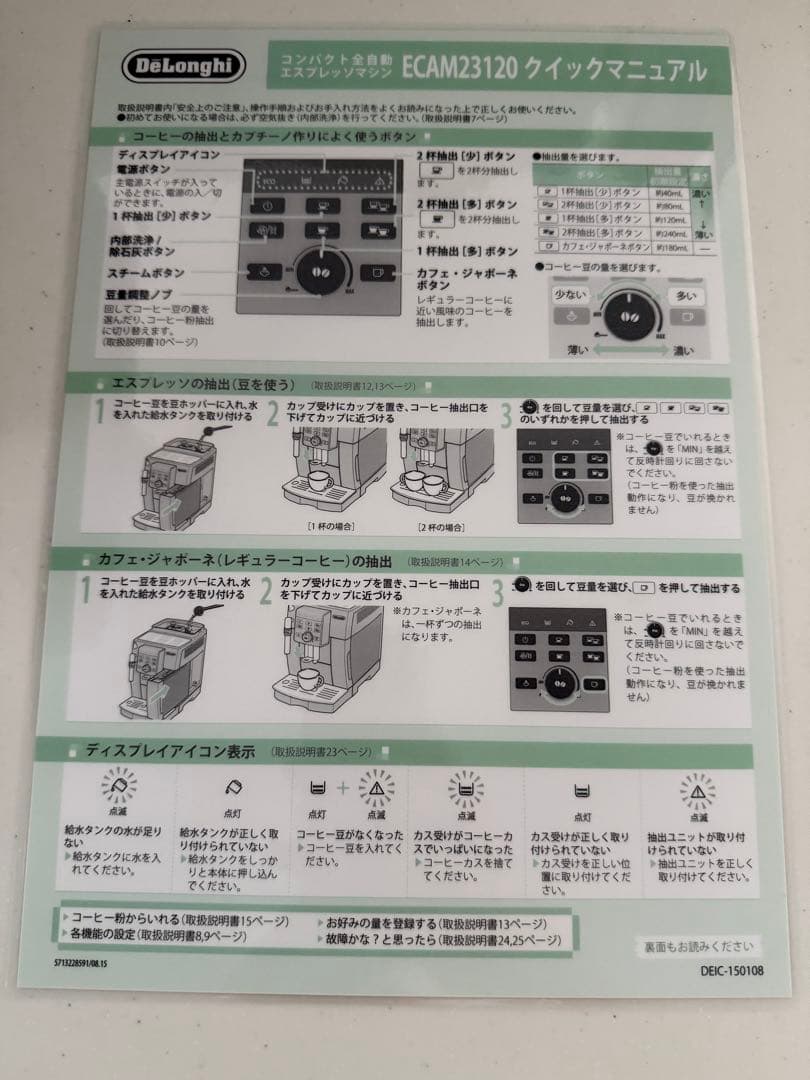 DeLonghi
コンパクト全自動
エスプレッソマシン ECAM23120 クイックマニュアル
取扱説明書内「安全上のご注意」、操作手順およびお手入れ方法をよくお読みになった上で正しくお使いください。
●初めてお使いになる場合は、必ず空気抜き(内部洗浄)を行ってください。(取扱説明書7ページ)
コーヒーの抽出とカプチーノ作りによく使うボタン
ディスプレイアイコン
電源ボタン
主電源スイッチが入って
いるときに、電源の入/切
ができます。
1杯抽出[少]ボタン
内部洗浄/
除石灰ボタン
スチームボタン
豆量調整ノブ
回してコーヒー豆の量を
選んだり、コーヒー粉抽出
に切り替えます。
(取扱説明書10ページ)
eco
MIN
MAX
2杯抽出[少]ボタン
を2杯分抽出し
ます。
2杯抽出[多]ボタン
を2杯分抽出し
ます。
1杯抽出[多]ボタン
カフェ・ジャポーネ
ボタン
レギュラーコーヒーに
近い風味のコーヒーを
抽出します。
●抽出量を選びます。
ボタン 抽出量 初期設定 濃さ
1杯抽出[少]ボタン 約40mL 濃い
2杯抽出[少]ボタン 約80mL ↑
1杯抽出[多]ボタン 約120mL ↓
2杯抽出[多]ボタン 約240mL 薄い
カフェ・ジャポーネボタン 約180mL ―
●コーヒー豆の量を選びます。
少ない 多い
MIN MAX
薄い 濃い
エスプレッソの抽出(豆を使う) (取扱説明書12,13ページ)
1 コーヒー豆を豆ホッパーに入れ、水
を入れた給水タンクを取り付ける
2 カップ受けにカップを置き、コーヒー抽出口を
下げてカップに近づける
[1杯の場合] [2杯の場合]
3 を回して豆量を選び、
のいずれかを押して抽出する
※コーヒー豆でいれるとき
は、 を「MIN」を越え
て反時計回りに回さない
でください。
(コーヒー粉を使った抽出
動作になり、豆が挽かれ
ません)
カフェ・ジャポーネ(レギュラーコーヒー)の抽出 (取扱説明書14ページ)
1 コーヒー豆を豆ホッパーに入れ、水
を入れた給水タンクを取り付ける
2 カップ受けにカップを置き、コーヒー抽出口
を下げてカップに近づける
※カフェ・ジャポーネ
は、一杯ずつの抽出
になります。
3 を回して豆量を選び、 を押して抽出する
※コーヒー豆でいれるとき
は、 を「MIN」を越え
て反時計回りに回さないで
ください。
(コーヒー粉を使った抽出
動作になり、豆が挽かれま
せん)
ディスプレイアイコン表示 (取扱説明書23ページ)
点滅
給水タンクの水が足り
ない
▶給水タンクに水を入
れてください。
点灯
給水タンクが正しく取
り付けられていない
▶給水タンクをしっか
りと本体に押し込ん
でください。
点灯 + 点滅
コーヒー豆がなくなった
▶コーヒー豆を入れてく
ださい。
点滅
カス受けがコーヒーカ
スでいっぱいになった
▶コーヒーカスを捨て
てください。
点灯
カス受けが正しく取り
付けられていない
▶カス受けを正しい位
置に取り付けてくだ
さい。
点滅
抽出ユニットが取り付
けられていない
▶抽出ユニットを正しく
取り付けてください。
▶コーヒー粉からいれる(取扱説明書15ページ) ▶お好みの量を登録する(取扱説明書13ページ)
▶各機能の設定(取扱説明書8,9ページ) ▶故障かな?と思ったら(取扱説明書24,25ページ)
裏面もお読みください
5713228591/08.15
DEIC-150108